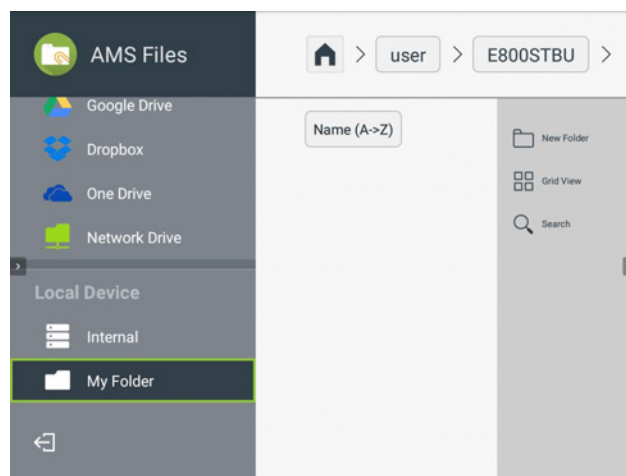 AMS Files
> user > E800STBU >
Google Drive
Dropbox
One Drive
Network Drive
Local Device
Internal
My Folder
Name (A->Z)
New Folder
Grid View
Search